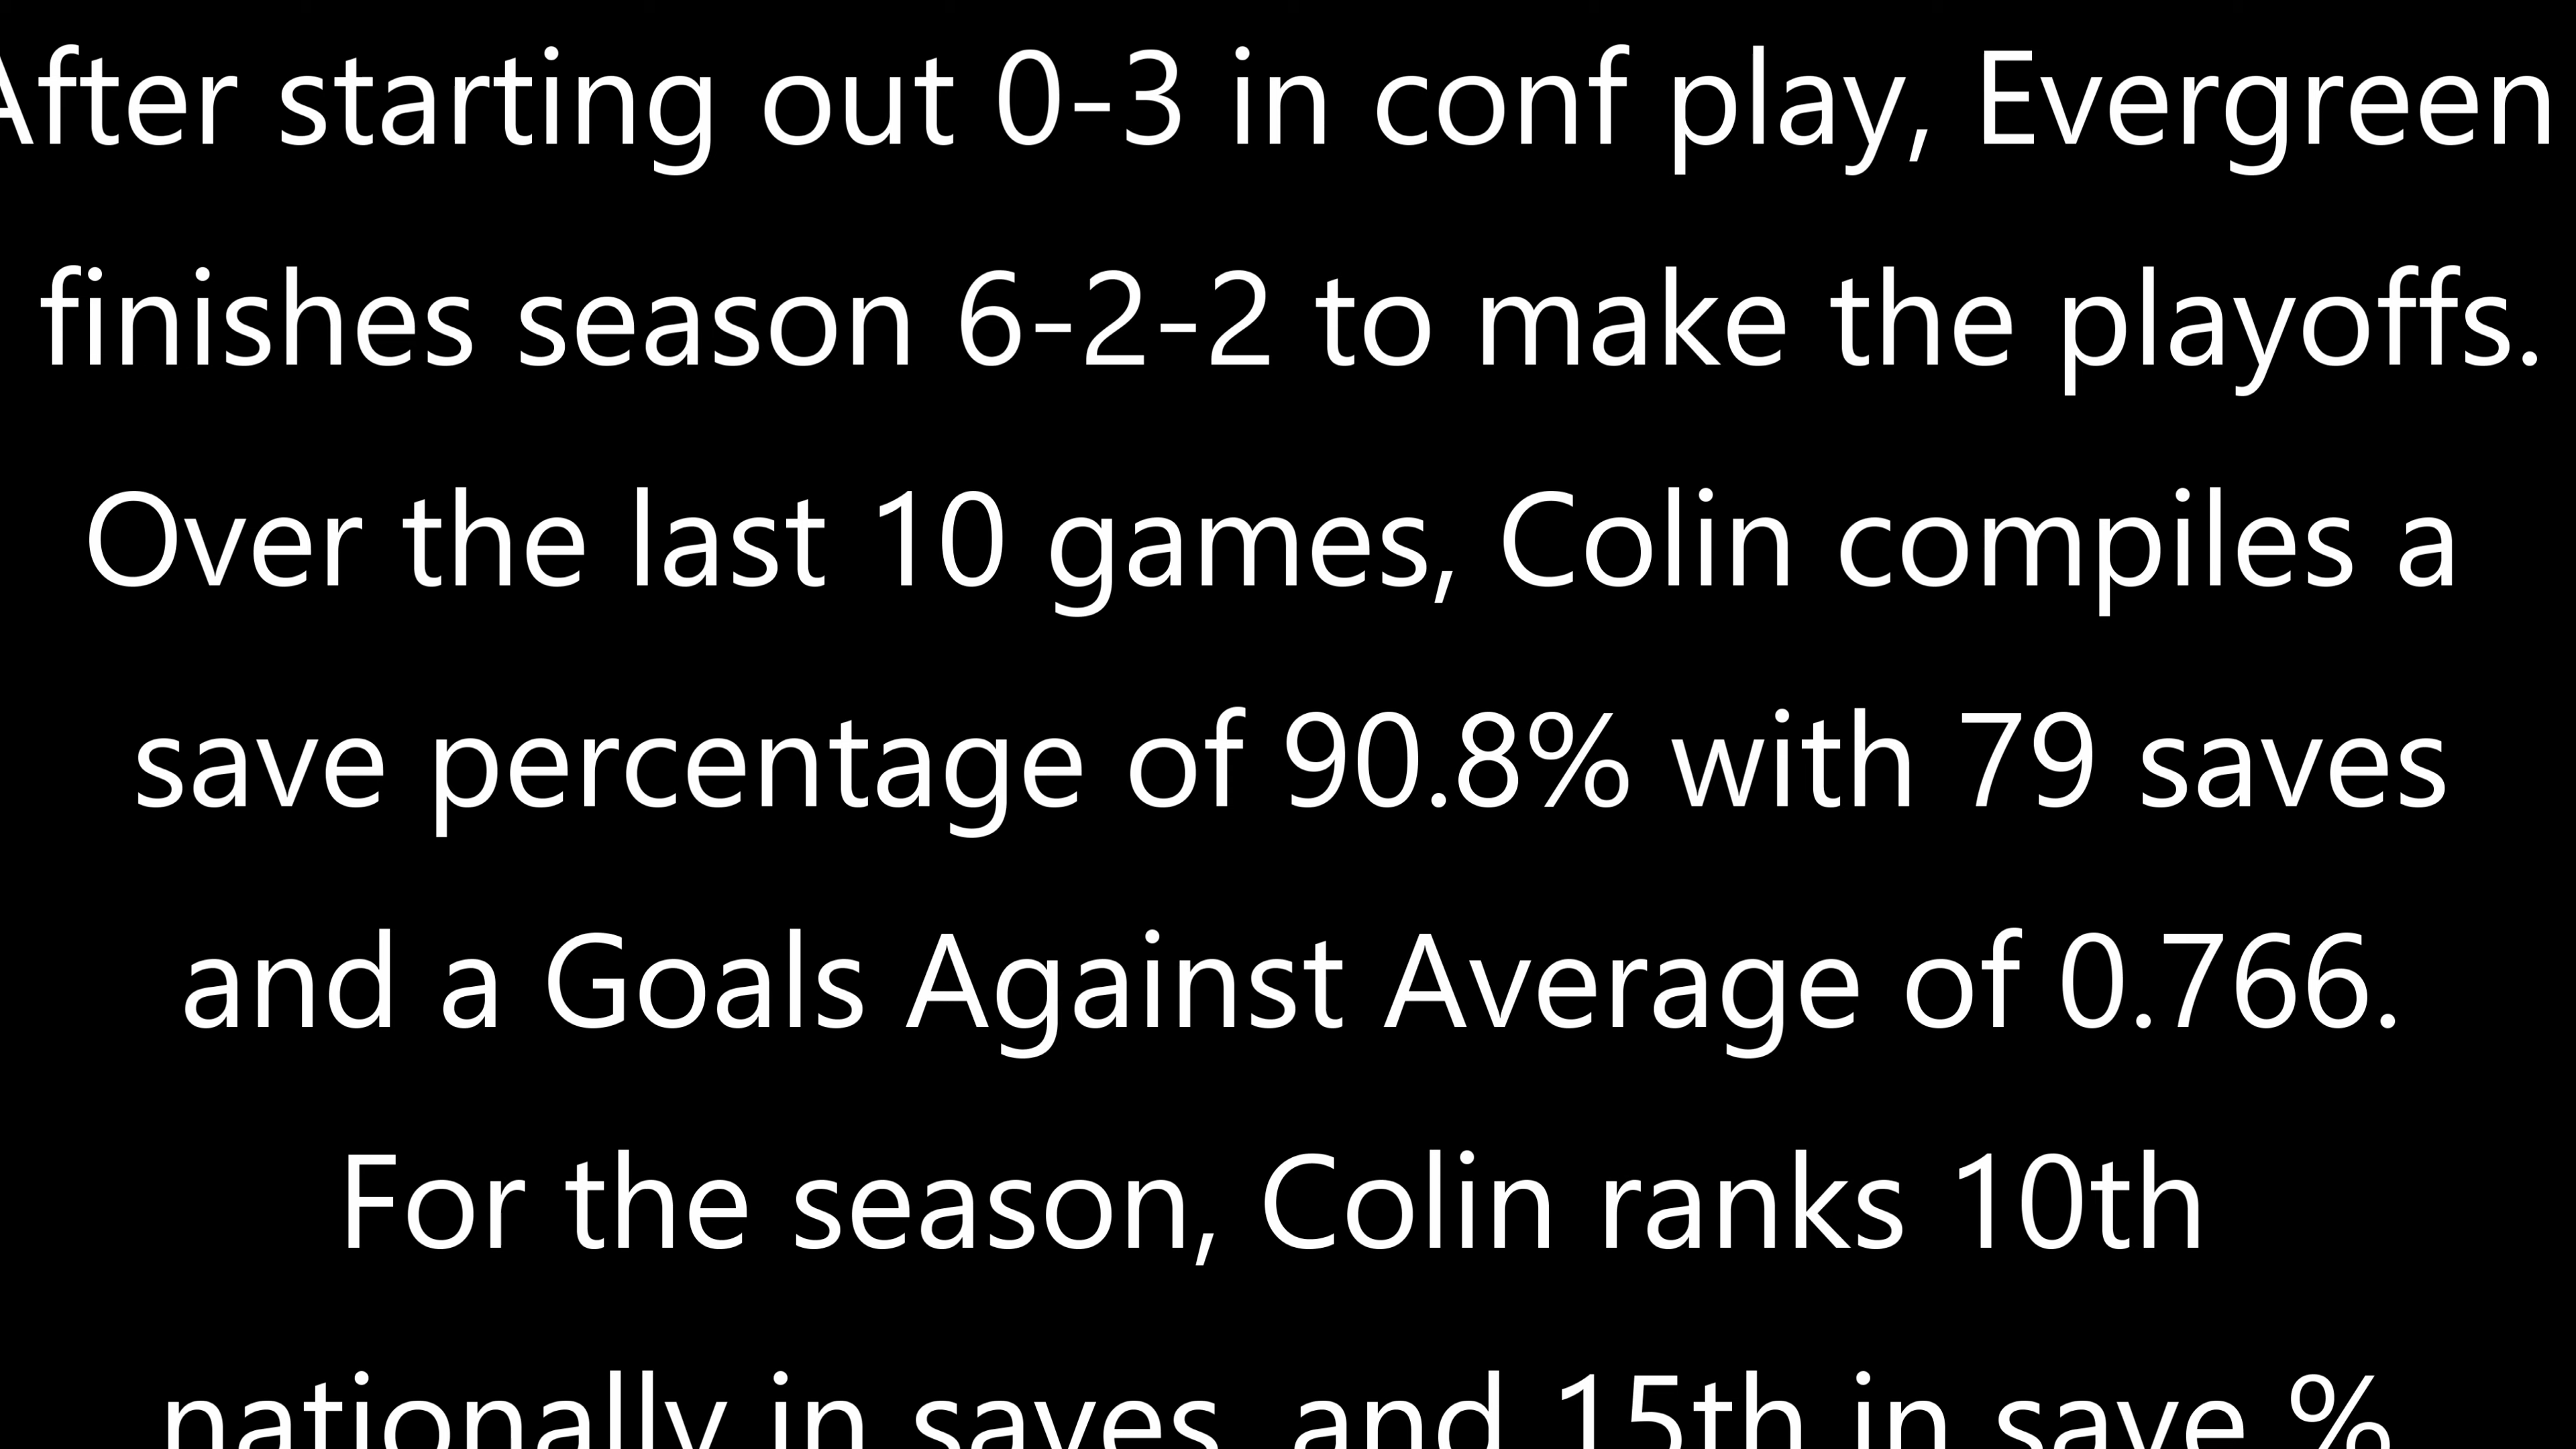 After starting out 0-3 in conf play, Evergreen
finishes season 6-2-2 to make the playoffs.
Over the last 10 games, Colin compiles a
save percentage of 90.8% with 79 saves
and a Goals Against Average of 0.766.
For the season, Colin ranks 10th
nationally in saves, and 15th in save %